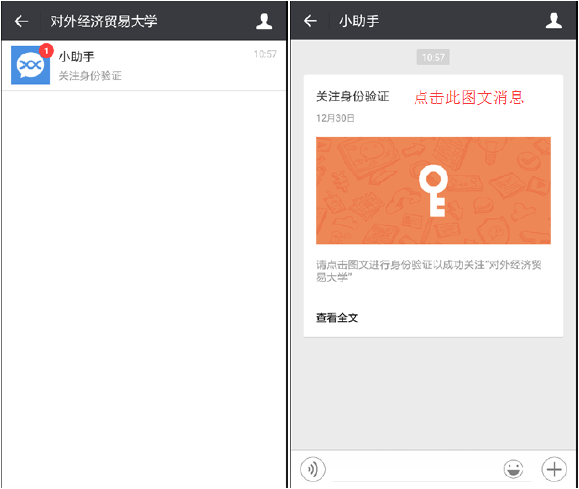 对外经济贸易大学
1
小助手
10:57
关注身份验证
小助手
10:57
关注身份验证
点击此图文消息
12月30日
请点击图文进行身份验证以成功关注"对外经济贸
易大学"
查看全文